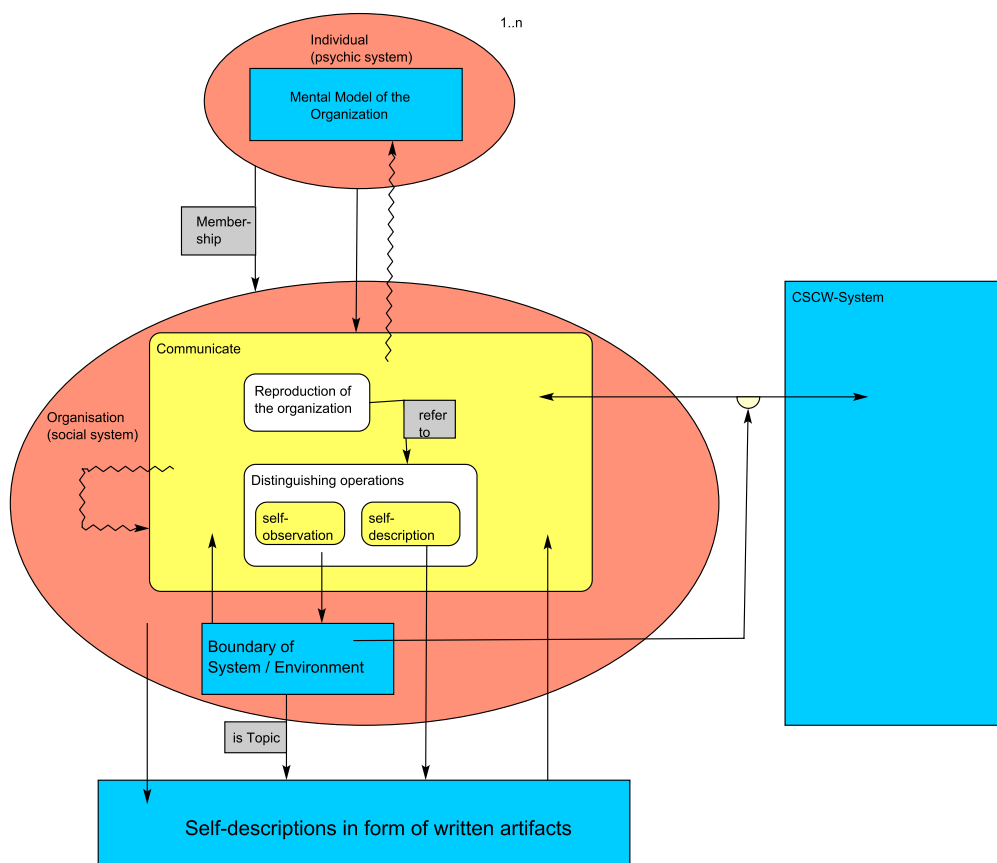 1..n
Individual
(psychic system)
Mental Model of the
Organization
Member-
ship
CSCW-System
Communicate
Reproduction of
the organization
refer
to
Organisation
(social system)
Distinguishing operations
self-
observation
self-
description
Boundary of
System / Environment
is Topic
Self-descriptions in form of written artifacts